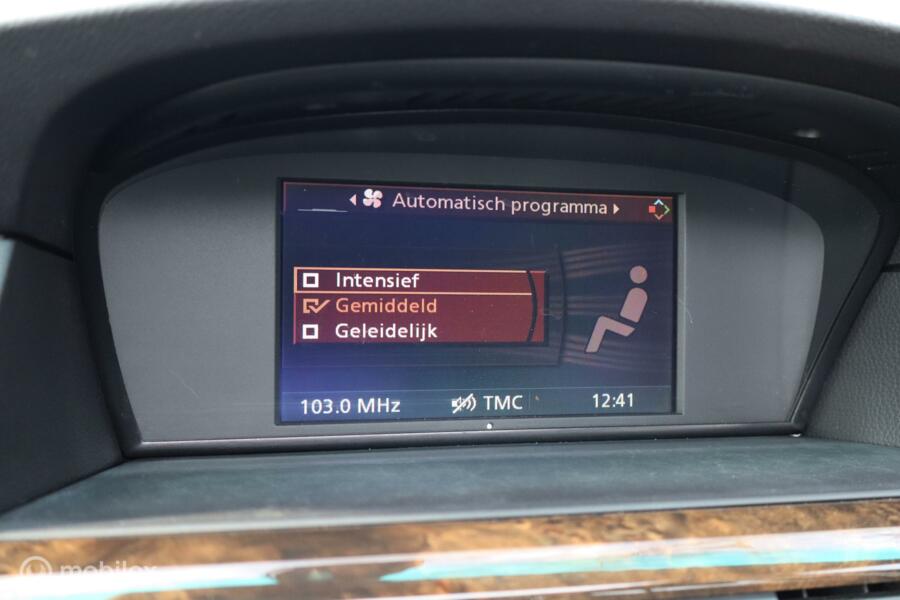 Automatisch programma
Intensief
Gemiddeld
Geleidelijk
103.0 MHz TMC 12:41
mobilox